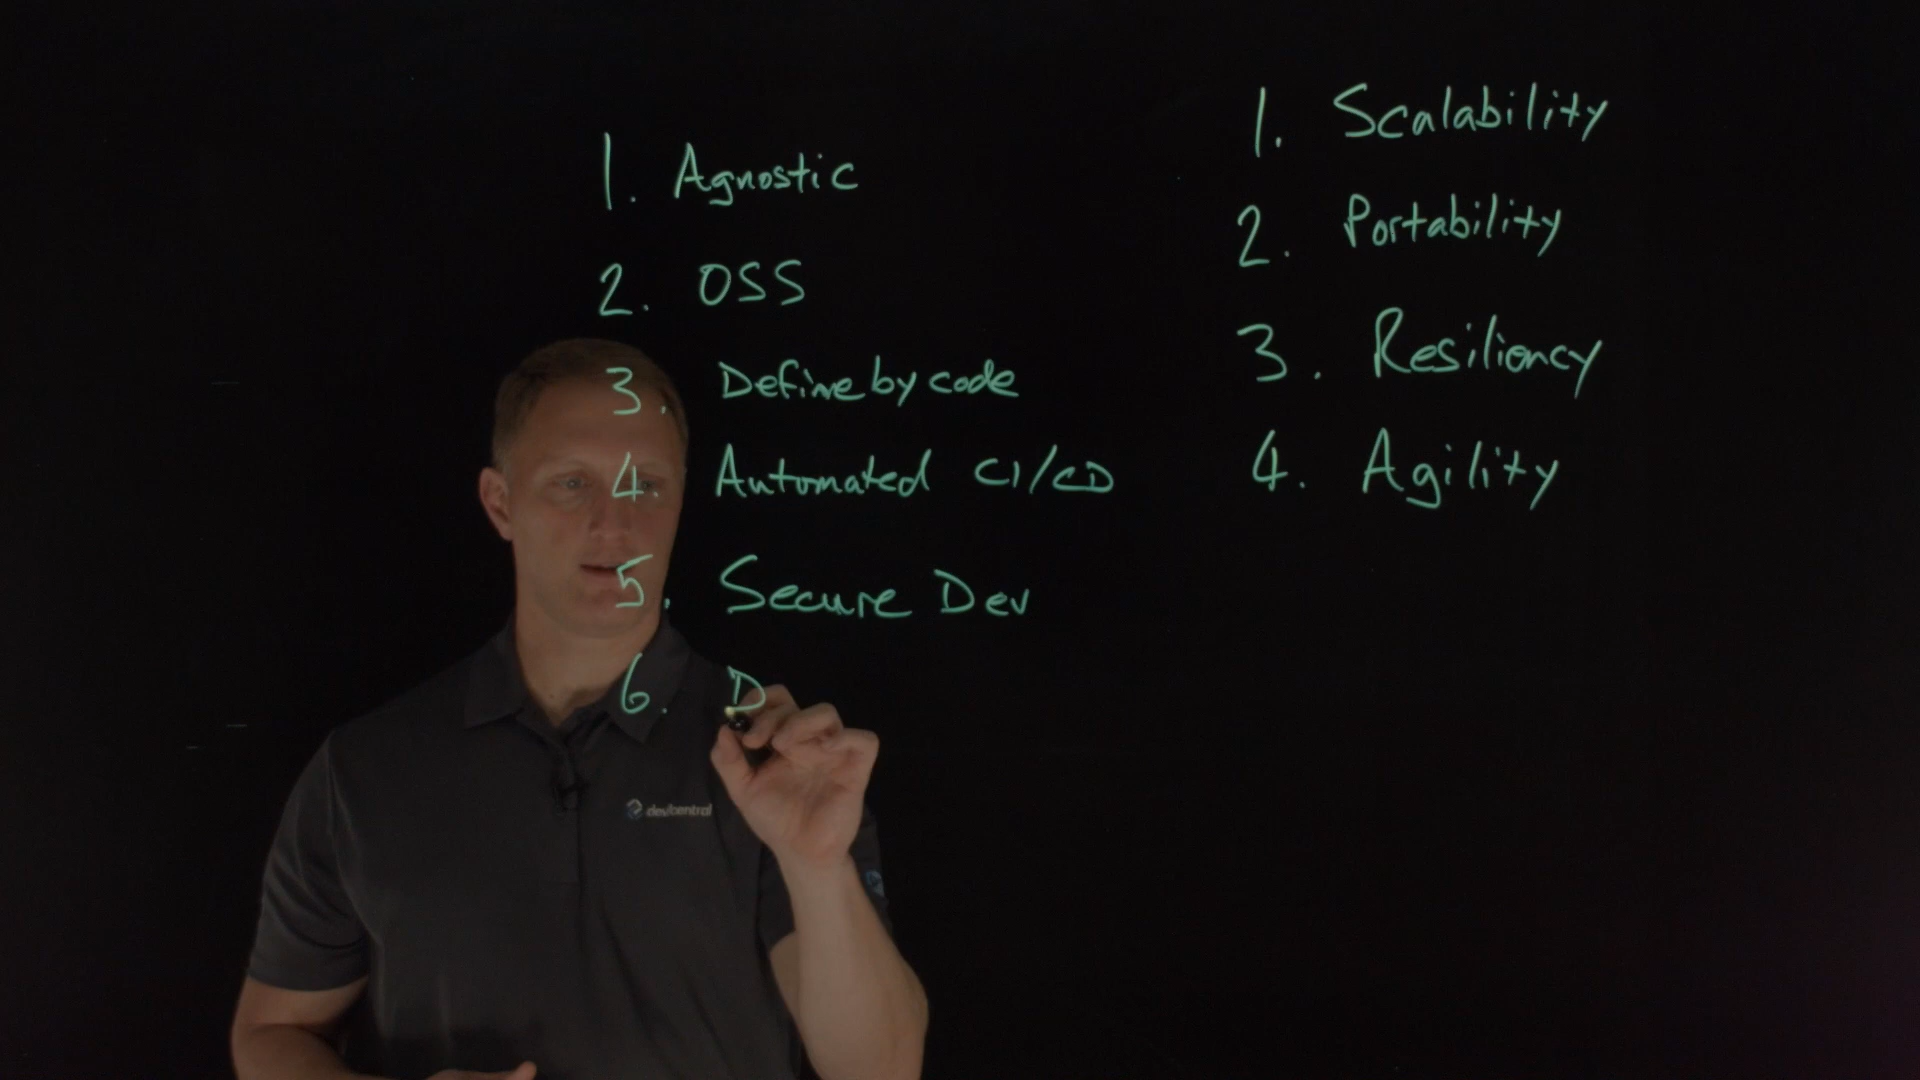 1. Agnostic
2. OSS
3. Define by code
4. Automated CI/CD
5. Secure Dev
6. D
1. Scalability
2. Portability
3. Resiliency
4. Agility
devcentral